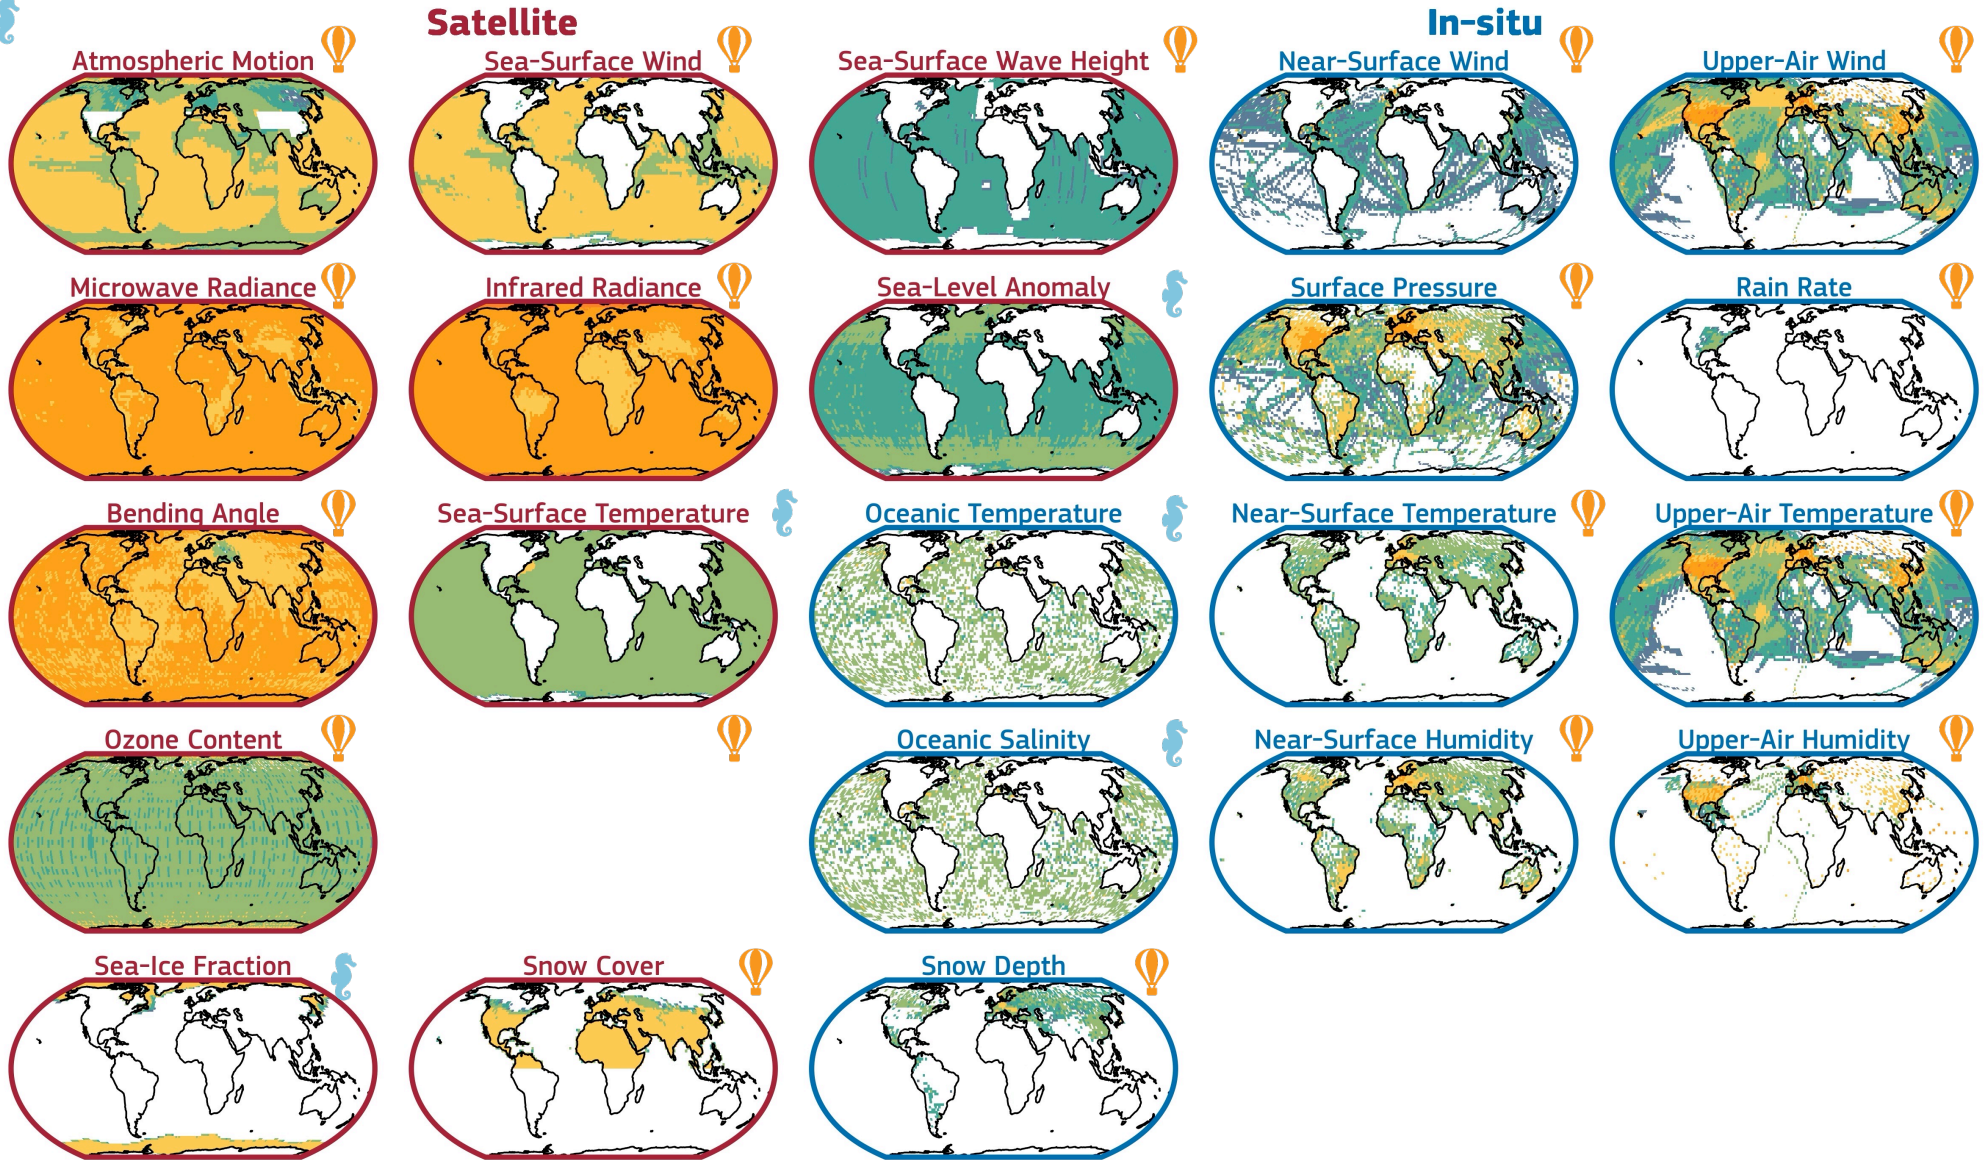 Satellite
In-situ
Atmospheric Motion
Sea-Surface Wind
Sea-Surface Wave Height
Near-Surface Wind
Upper-Air Wind
Microwave Radiance
Infrared Radiance
Sea-Level Anomaly
Surface Pressure
Rain Rate
Bending Angle
Sea-Surface Temperature
Oceanic Temperature
Near-Surface Temperature
Upper-Air Temperature
Ozone Content
Oceanic Salinity
Near-Surface Humidity
Upper-Air Humidity
Sea-Ice Fraction
Snow Cover
Snow Depth